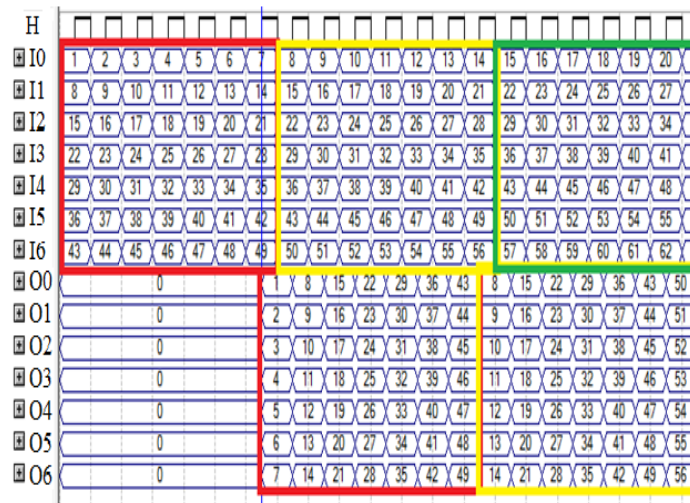 H
I0 1 2 3 4 5 6 7 8 9 10 11 12 13 14 15 16 17 18 19 20
I1 8 9 10 11 12 13 14 15 16 17 18 19 20 21 22 23 24 25 26 27
I2 15 16 17 18 19 20 21 22 23 24 25 26 27 28 29 30 31 32 33 34
I3 22 23 24 25 26 27 28 29 30 31 32 33 34 35 36 37 38 39 40 41
I4 29 30 31 32 33 34 35 36 37 38 39 40 41 42 43 44 45 46 47 48
I5 36 37 38 39 40 41 42 43 44 45 46 47 48 49 50 51 52 53 54 55
I6 43 44 45 46 47 48 49 50 51 52 53 54 55 56 57 58 59 60 61 62
O0 0 1 8 15 22 29 36 43 8 15 22 29 36 43 50
O1 0 2 9 16 23 30 37 44 9 16 23 30 37 44 51
O2 0 3 10 17 24 31 38 45 10 17 24 31 38 45 52
O3 0 4 11 18 25 32 39 46 11 18 25 32 39 46 53
O4 0 5 12 19 26 33 40 47 12 19 26 33 40 47 54
O5 0 6 13 20 27 34 41 48 13 20 27 34 41 48 55
O6 0 7 14 21 28 35 42 49 14 21 28 35 42 49 56